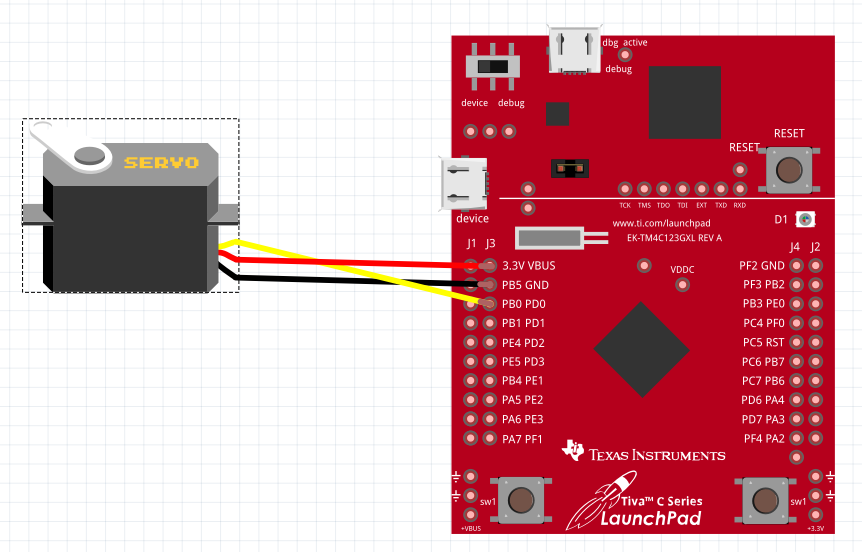 dbg active
debug
device debug
RESET
RESET
SERVO
TCK TMS TDO TDI EXT TXD RXD
device
www.ti.com/launchpad
D1
EK-TM4C123GXL REV A
J1 J3
J4 J2
3.3V VBUS
PF2 GND
VDDC
PB5 GND
PF3 PB2
PB0 PD0
PB3 PE0
PB1 PD1
PC4 PF0
PE4 PD2
PC5 RST
PE5 PD3
PC6 PB7
PB4 PE1
PC7 PB6
PA5 PE2
PD6 PA4
PA6 PE3
PD7 PA3
PA7 PF1
PF4 PA2
TEXAS INSTRUMENTS
sw1
Tiva™ C Series
sw1
LaunchPad
+VBUS
+3.3V